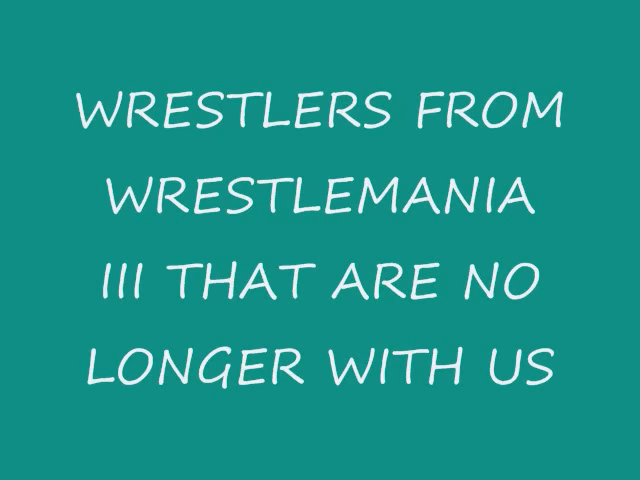 WRESTLERS FROM
WRESTLEMANIA
III THAT ARE NO
LONGER WITH US